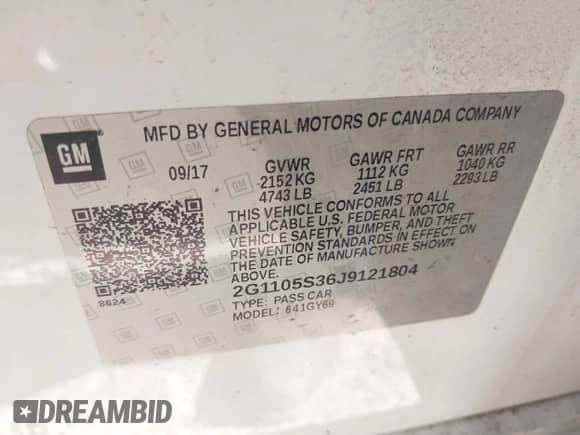 GM
MFD BY GENERAL MOTORS OF CANADA COMPANY
09/17
GVWR
2152 KG
4743 LB
GAWR FRT
1112 KG
2451 LB
GAWR RR
1040 KG
2293 LB
THIS VEHICLE CONFORMS TO ALL
APPLICABLE U.S. FEDERAL MOTOR
VEHICLE SAFETY, BUMPER, AND THEFT
PREVENTION STANDARDS IN EFFECT ON
THE DATE OF MANUFACTURE SHOWN
ABOVE.
2G1105S36J9121804
TYPE: PASS CAR
MODEL: 641GY69
8624
#DREAMBID